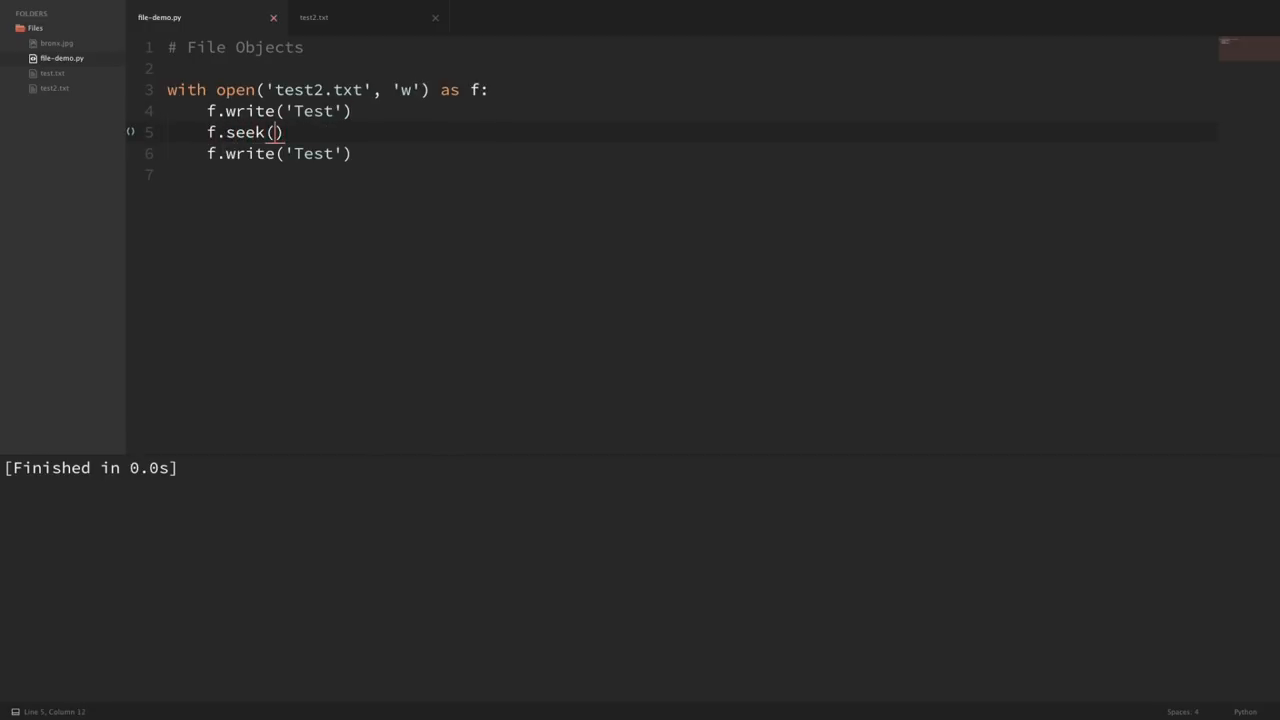 FOLDERS
Files
bronx.jpg
file-demo.py
test.txt
test2.txt
file-demo.py
test2.txt
1 # File Objects
2
3 with open('test2.txt', 'w') as f:
4 f.write('Test')
5 f.seek()
6 f.write('Test')
7
[Finished in 0.0s]
Line 5, Column 12
Spaces: 4
Python